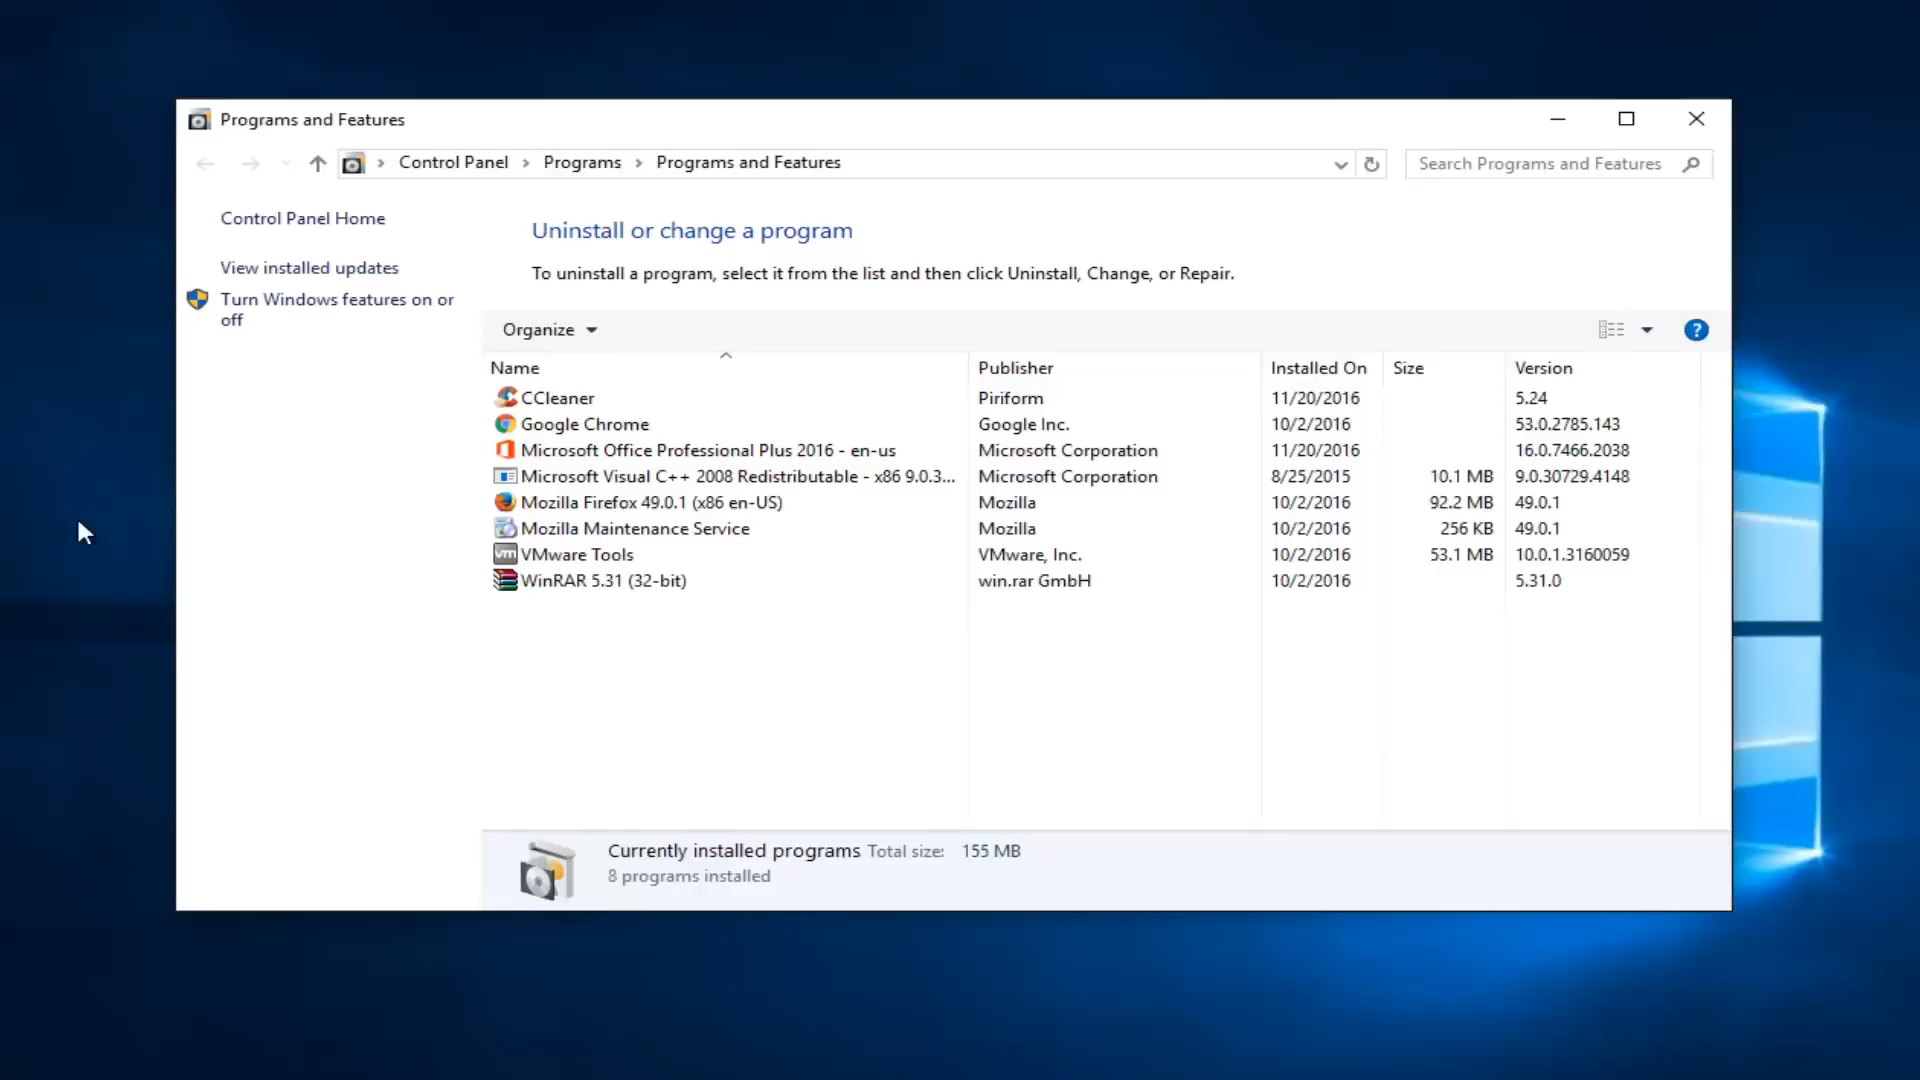 Programs and Features
Control Panel > Programs > Programs and Features
Search Programs and Features
Control Panel Home
View installed updates
Turn Windows features on or
off
Uninstall or change a program
To uninstall a program, select it from the list and then click Uninstall, Change, or Repair.
Organize
?
Name Publisher Installed On Size Version
CCleaner Piriform 11/20/2016 5.24
Google Chrome Google Inc. 10/2/2016 53.0.2785.143
Microsoft Office Professional Plus 2016 - en-us Microsoft Corporation 11/20/2016 16.0.7466.2038
Microsoft Visual C++ 2008 Redistributable - x86 9.0.3... Microsoft Corporation 8/25/2015 10.1 MB 9.0.30729.4148
Mozilla Firefox 49.0.1 (x86 en-US) Mozilla 10/2/2016 92.2 MB 49.0.1
Mozilla Maintenance Service Mozilla 10/2/2016 256 KB 49.0.1
vm VMware Tools VMware, Inc. 10/2/2016 53.1 MB 10.0.1.3160059
WinRAR 5.31 (32-bit) win.rar GmbH 10/2/2016 5.31.0
Currently installed programs Total size: 155 MB
8 programs installed